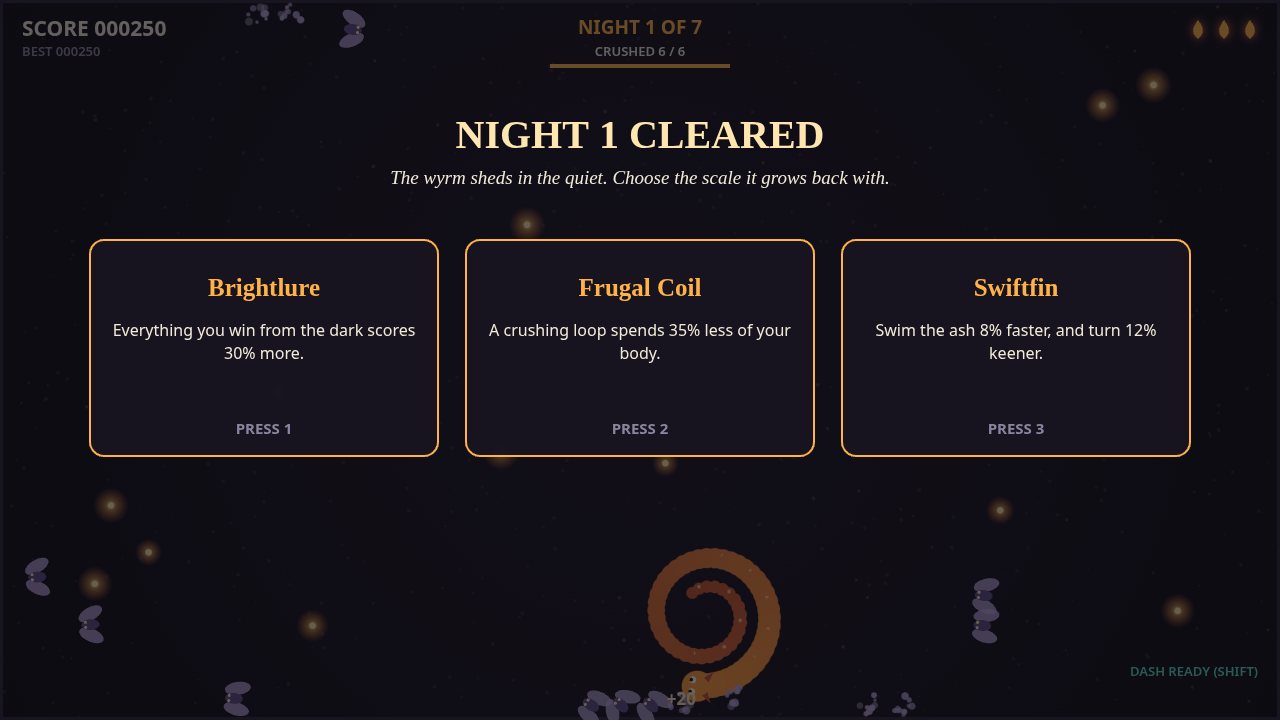 SCORE 000250
BEST 000250
NIGHT 1 OF 7
CRUSHED 6 / 6
NIGHT 1 CLEARED
The wyrm sheds in the quiet. Choose the scale it grows back with.
Brightlure
Everything you win from the dark scores
30% more.
PRESS 1
Frugal Coil
A crushing loop spends 35% less of your
body.
PRESS 2
Swiftfin
Swim the ash 8% faster, and turn 12%
keener.
PRESS 3
DASH READY (SHIFT)
+20